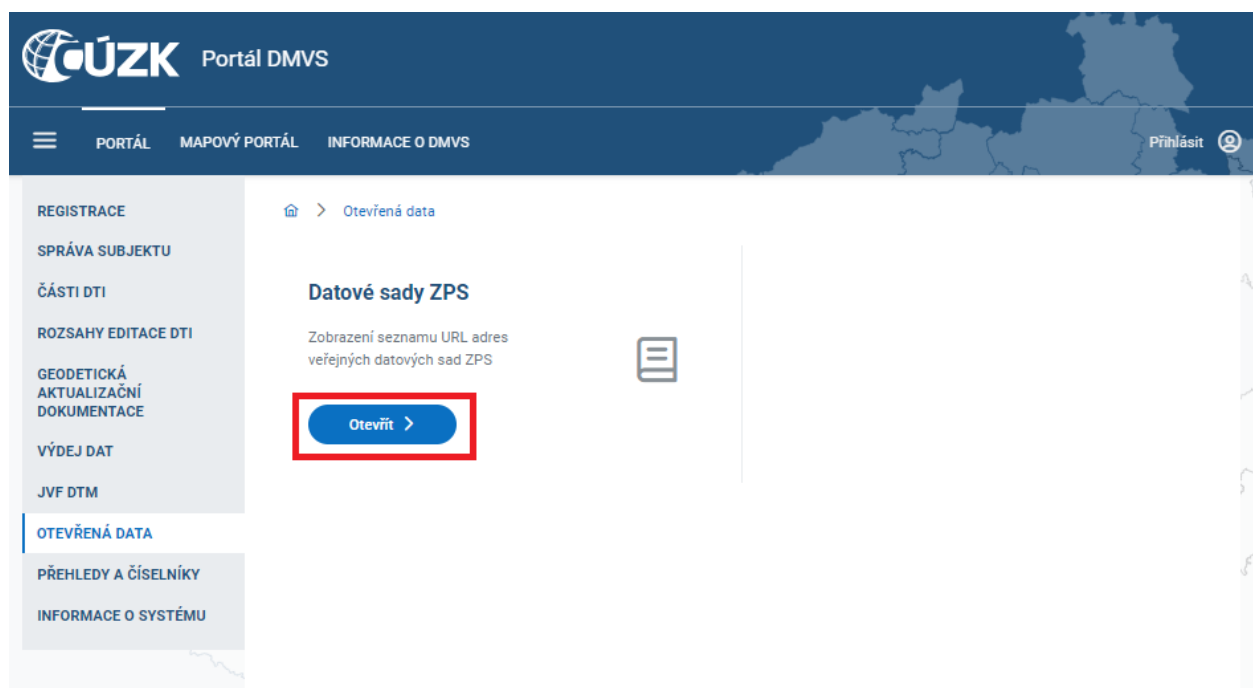 ČÚZK Portál DMVS
PORTÁL MAPOVÝ PORTÁL INFORMACE O DMVS Přihlásit
REGISTRACE
SPRÁVA SUBJEKTU
ČÁSTI DTI
ROZSAHY EDITACE DTI
GEODETICKÁ
AKTUALIZAČNÍ
DOKUMENTACE
VÝDEJ DAT
JVF DTM
OTEVŘENÁ DATA
PŘEHLEDY A ČÍSELNÍKY
INFORMACE O SYSTÉMU
Otevřená data
Datové sady ZPS
Zobrazení seznamu URL adres
veřejných datových sad ZPS
Otevřít